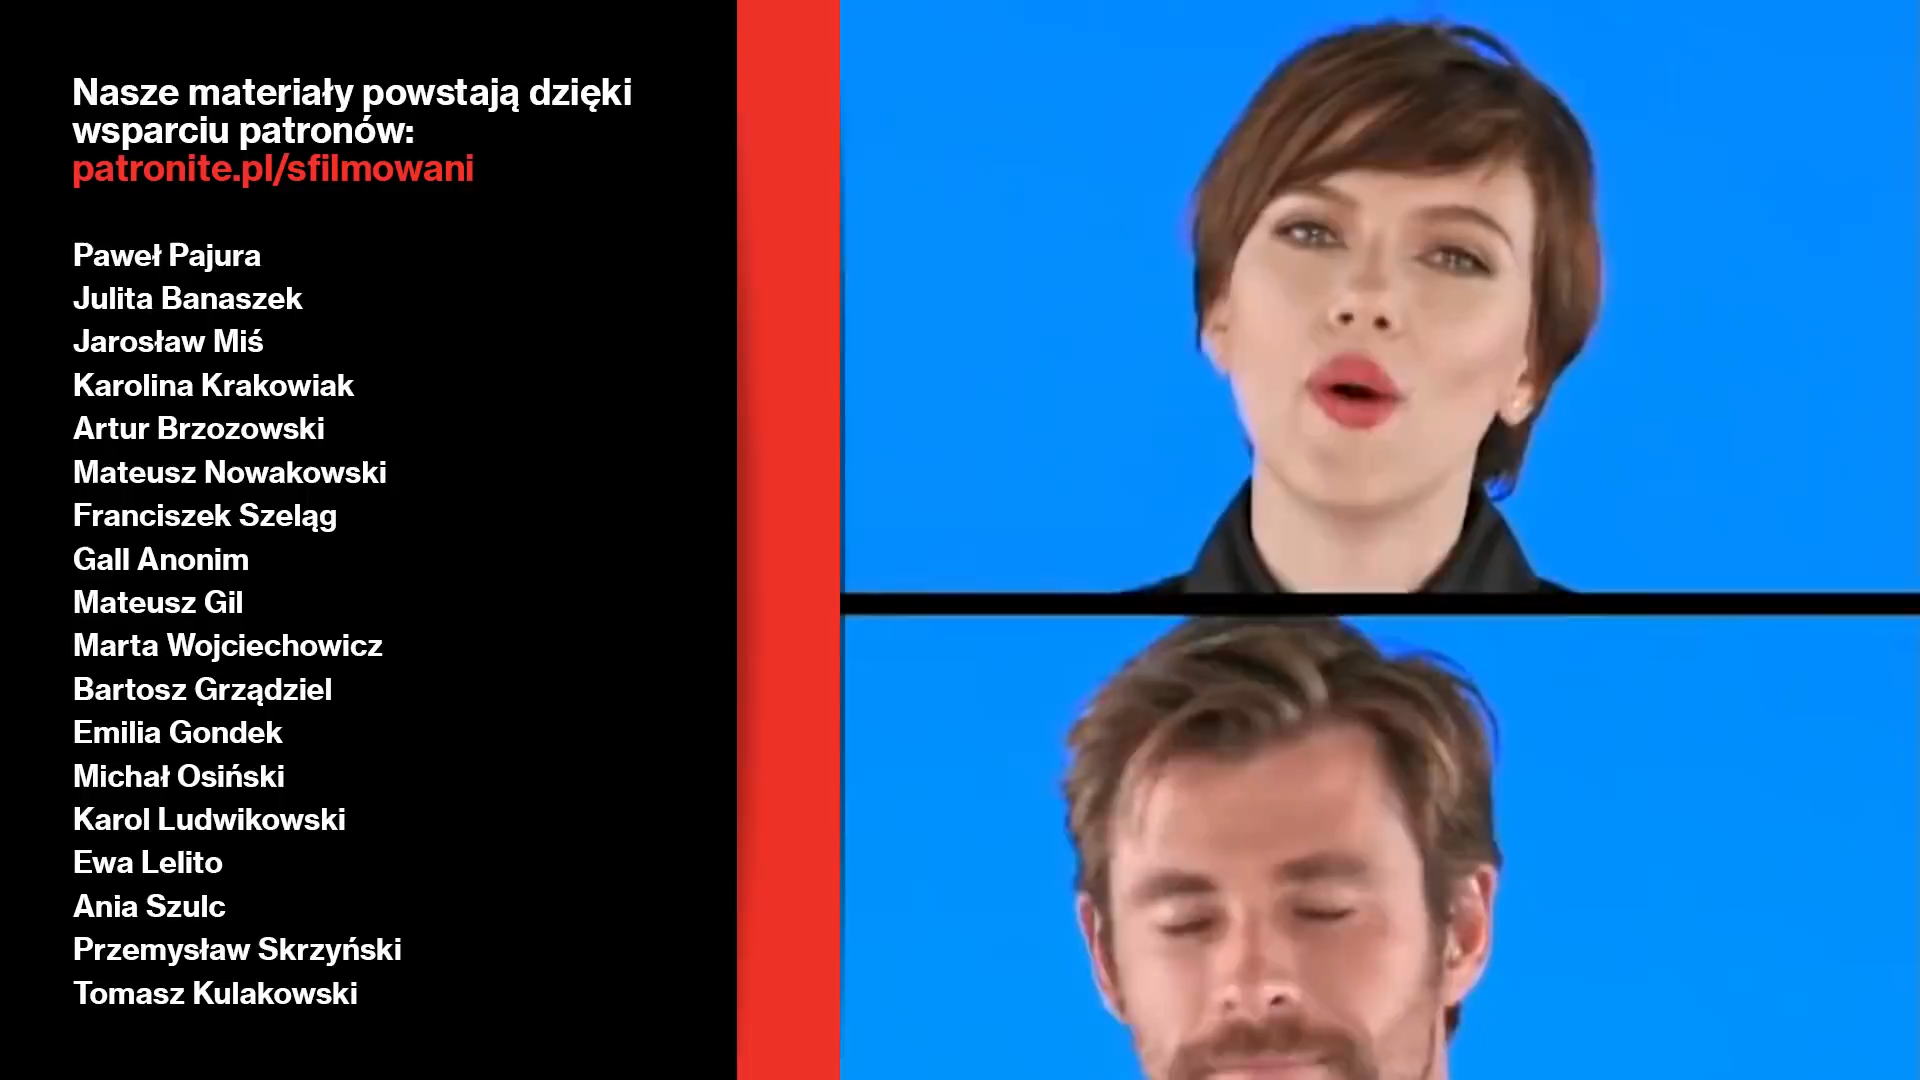 Nasze materiały powstają dzięki
wsparciu patronów:
patronite.pl/sfilmowani
Paweł Pajura
Julita Banaszek
Jarosław Miś
Karolina Krakowiak
Artur Brzozowski
Mateusz Nowakowski
Franciszek Szeląg
Gall Anonim
Mateusz Gil
Marta Wojciechowicz
Bartosz Grządziel
Emilia Gondek
Michał Osiński
Karol Ludwikowski
Ewa Lelito
Ania Szulc
Przemysław Skrzyński
Tomasz Kulakowski